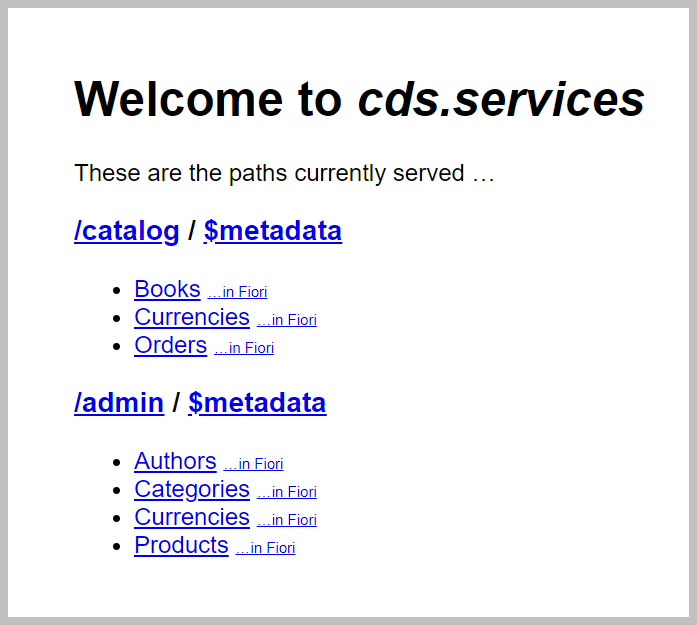 Welcome to cds.services
These are the paths currently served …
/catalog / $metadata
Books …in Fiori
Currencies …in Fiori
Orders …in Fiori
/admin / $metadata
Authors …in Fiori
Categories …in Fiori
Currencies …in Fiori
Products …in Fiori